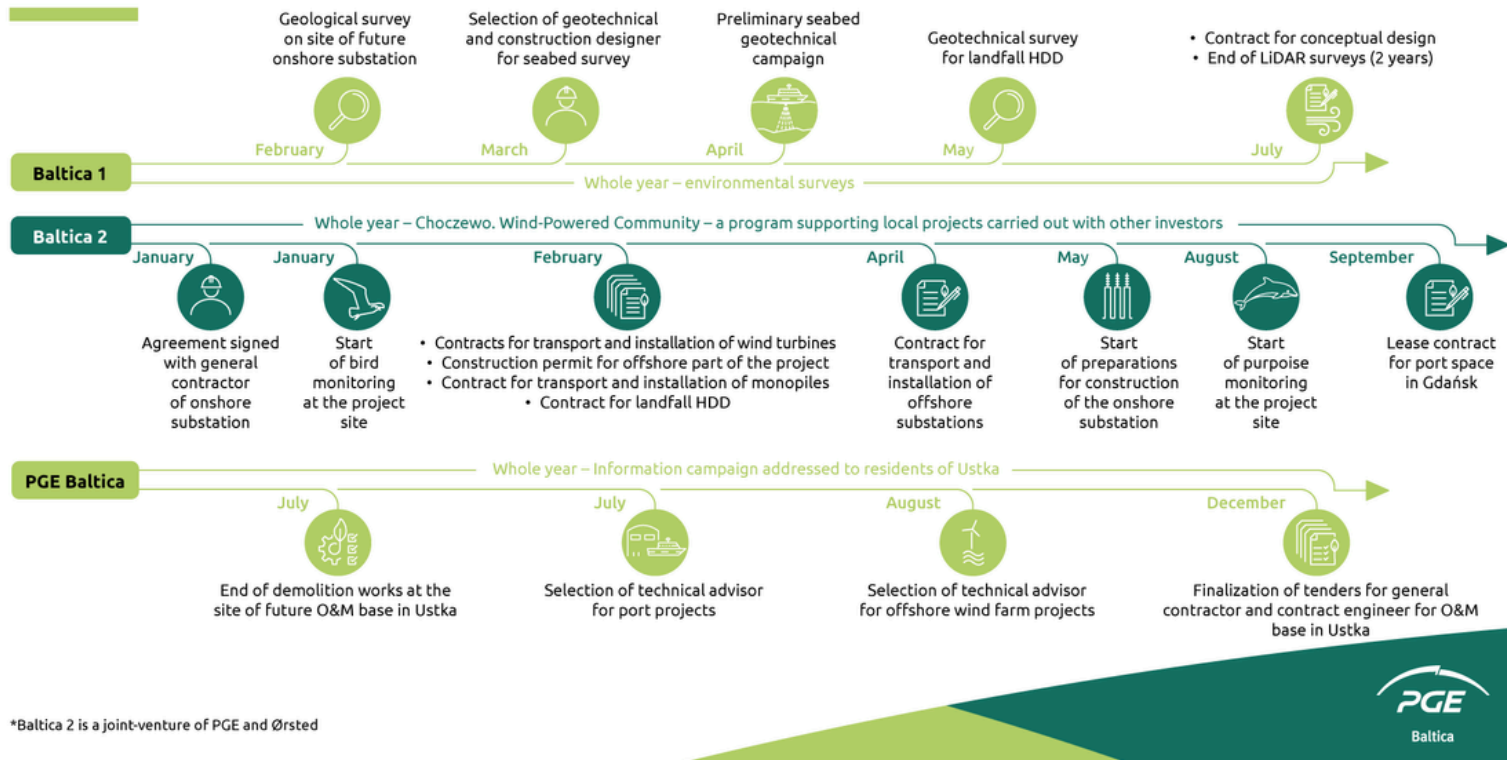 Geological survey
on site of future
onshore substation
Selection of geotechnical
and construction designer
for seabed survey
Preliminary seabed
geotechnical
campaign
Geotechnical survey
for landfall HDD
• Contract for conceptual design
• End of LiDAR surveys (2 years)
February
March
April
May
July
Baltica 1
Whole year – environmental surveys
Whole year – Choczewo. Wind-Powered Community – a program supporting local projects carried out with other investors
Baltica 2
January
January
February
April
May
August
September
Agreement signed
with general
contractor
of onshore
substation
Start
of bird
monitoring
at the project
site
• Contracts for transport and installation of wind turbines
• Construction permit for offshore part of the project
• Contract for transport and installation of monopiles
• Contract for landfall HDD
Contract for
transport and
installation of
offshore
substations
Start
of preparations
for construction
of the onshore
substation
Start
of purpoise
monitoring
at the project
site
Lease contract
for port space
in Gdańsk
PGE Baltica
Whole year – Information campaign addressed to residents of Ustka
July
July
August
December
End of demolition works at the
site of future O&M base in Ustka
Selection of technical advisor
for port projects
Selection of technical advisor
for offshore wind farm projects
Finalization of tenders for general
contractor and contract engineer for O&M
base in Ustka
*Baltica 2 is a joint-venture of PGE and Ørsted
PGE
Baltica